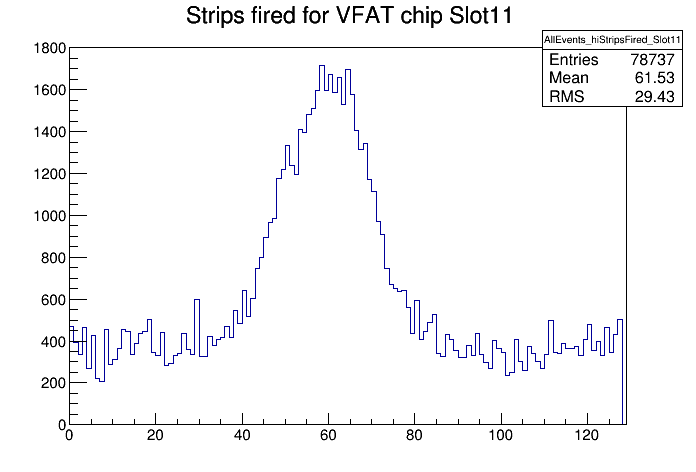 Strips fired for VFAT chip Slot11
AllEvents_hiStripsFired_Slot11
Entries 78737
Mean 61.53
RMS 29.43
1800
1600
1400
1200
1000
800
600
400
200
0
0 20 40 60 80 100 120